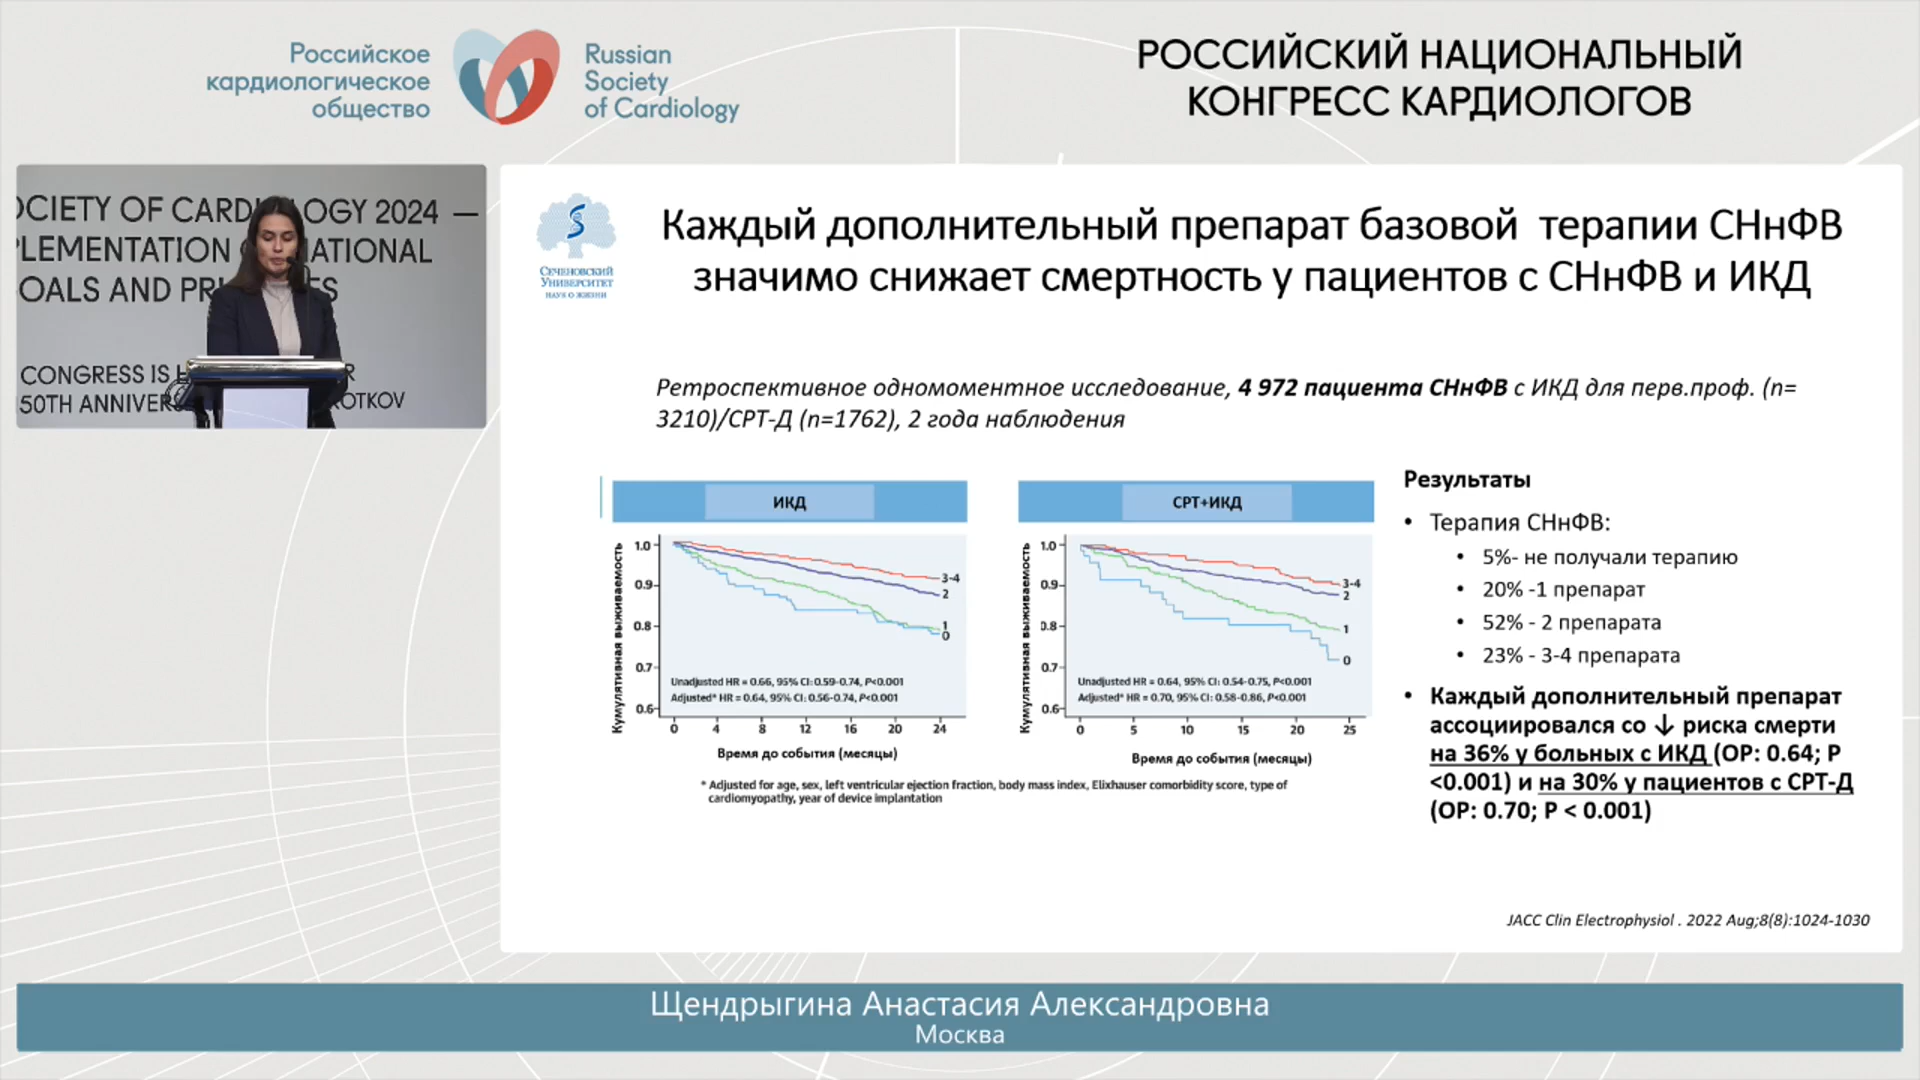 Российское
кардиологическое
общество
Russian
Society
of Cardiology
РОССИЙСКИЙ НАЦИОНАЛЬНЫЙ
КОНГРЕСС КАРДИОЛОГОВ
OCIETY OF CARD OLOGY 2024 —
PLEMENTATION NATIONAL
OALS AND PR ES
CONGRESS IS H R
50TH ANNIVERS ROTKOV
СЕЧЕНОВСКИЙ
УНИВЕРСИТЕТ
НАУК О ЖИЗНИ
Каждый дополнительный препарат базовой терапии СНнФВ
значимо снижает смертность у пациентов с СНнФВ и ИКД
Ретроспективное одномоментное исследование, 4 972 пациента СНнФВ с ИКД для перв.проф. (n=
3210)/СРТ-Д (n=1762), 2 года наблюдения
ИКД
Кумулятивная выживаемость
1.0
0.9
0.8
0.7
0.6
3-4
2
1
0
Unadjusted HR = 0.66, 95% CI: 0.59-0.74, P<0.001
Adjusted* HR = 0.64, 95% CI: 0.56-0.74, P<0.001
0 4 8 12 16 20 24
Время до события (месяцы)
СРТ+ИКД
Кумулятивная выживаемость
1.0
0.9
0.8
0.7
0.6
3-4
2
1
0
Unadjusted HR = 0.64, 95% CI: 0.54-0.75, P<0.001
Adjusted* HR = 0.70, 95% CI: 0.58-0.86, P<0.001
0 5 10 15 20 25
Время до события (месяцы)
* Adjusted for age, sex, left ventricular ejection fraction, body mass index, Elixhauser comorbidity score, type of
cardiomyopathy, year of device implantation
Результаты
• Терапия СНнФВ:
• 5%- не получали терапию
• 20% -1 препарат
• 52% - 2 препарата
• 23% - 3-4 препарата
• Каждый дополнительный препарат
ассоциировался со ↓ риска смерти
на 36% у больных с ИКД (ОР: 0.64; P
<0.001) и на 30% у пациентов с СРТ-Д
(ОР: 0.70; P < 0.001)
JACC Clin Electrophysiol . 2022 Aug;8(8):1024-1030
Щендрыгина Анастасия Александровна
Москва